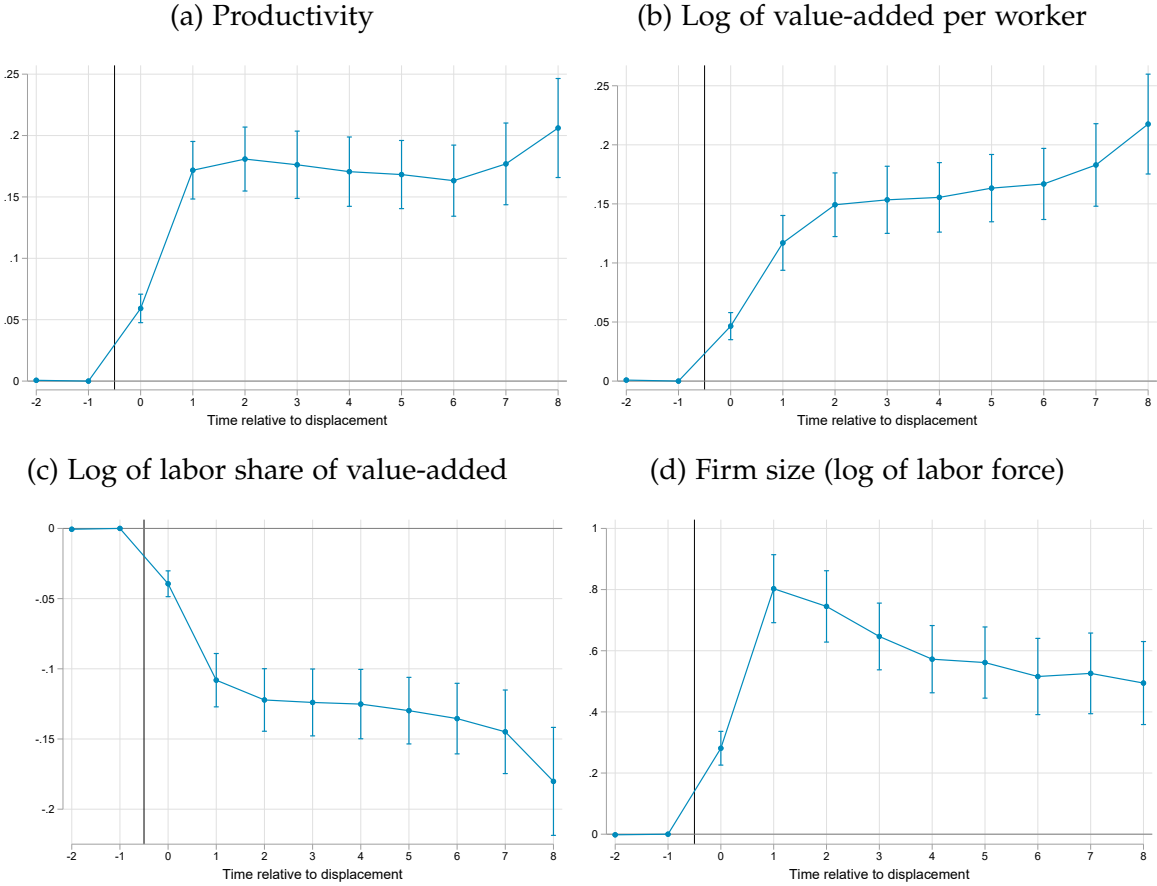 (a) Productivity
(b) Log of value-added per worker
.25
.2
.15
.1
.05
0
-2 -1 0 1 2 3 4 5 6 7 8
Time relative to displacement
.25
.2
.15
.1
.05
0
-2 -1 0 1 2 3 4 5 6 7 8
Time relative to displacement
(c) Log of labor share of value-added
(d) Firm size (log of labor force)
0
-.05
-.1
-.15
-.2
-2 -1 0 1 2 3 4 5 6 7 8
Time relative to displacement
1
.8
.6
.4
.2
0
-2 -1 0 1 2 3 4 5 6 7 8
Time relative to displacement